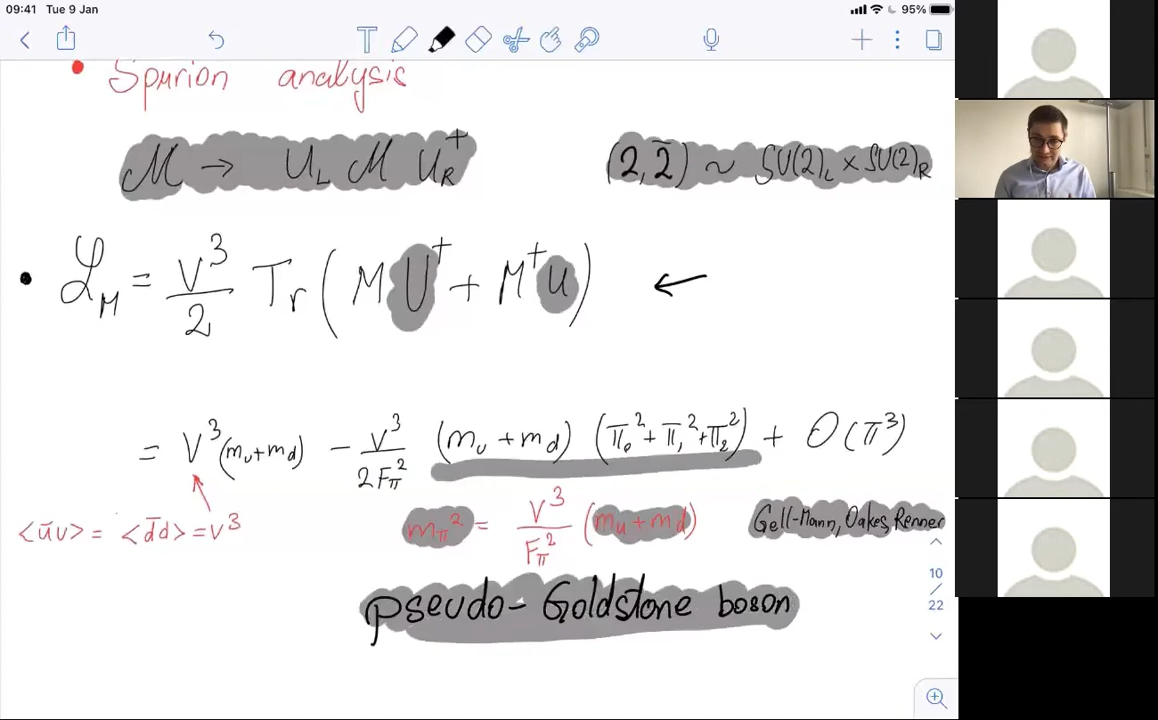 09:41 Tue 9 Jan 95%
• Spurion analysis
M → U_L M U_R^† (2, 2̄) ~ SU(2)_L × SU(2)_R
• ℒ_M = V³/2 Tr (M U^† + M^† U) ←
= V³(m_u+m_d) − V³/2F_π² (m_u + m_d) (π_0² + π_1² + π_2²) + O(π³)
<ūu> = <d̄d> = V³ m_π² = V³/F_π² (m_u + m_d) Gell-Mann, Oakes, Renner
pseudo-Goldstone boson
10
/
22